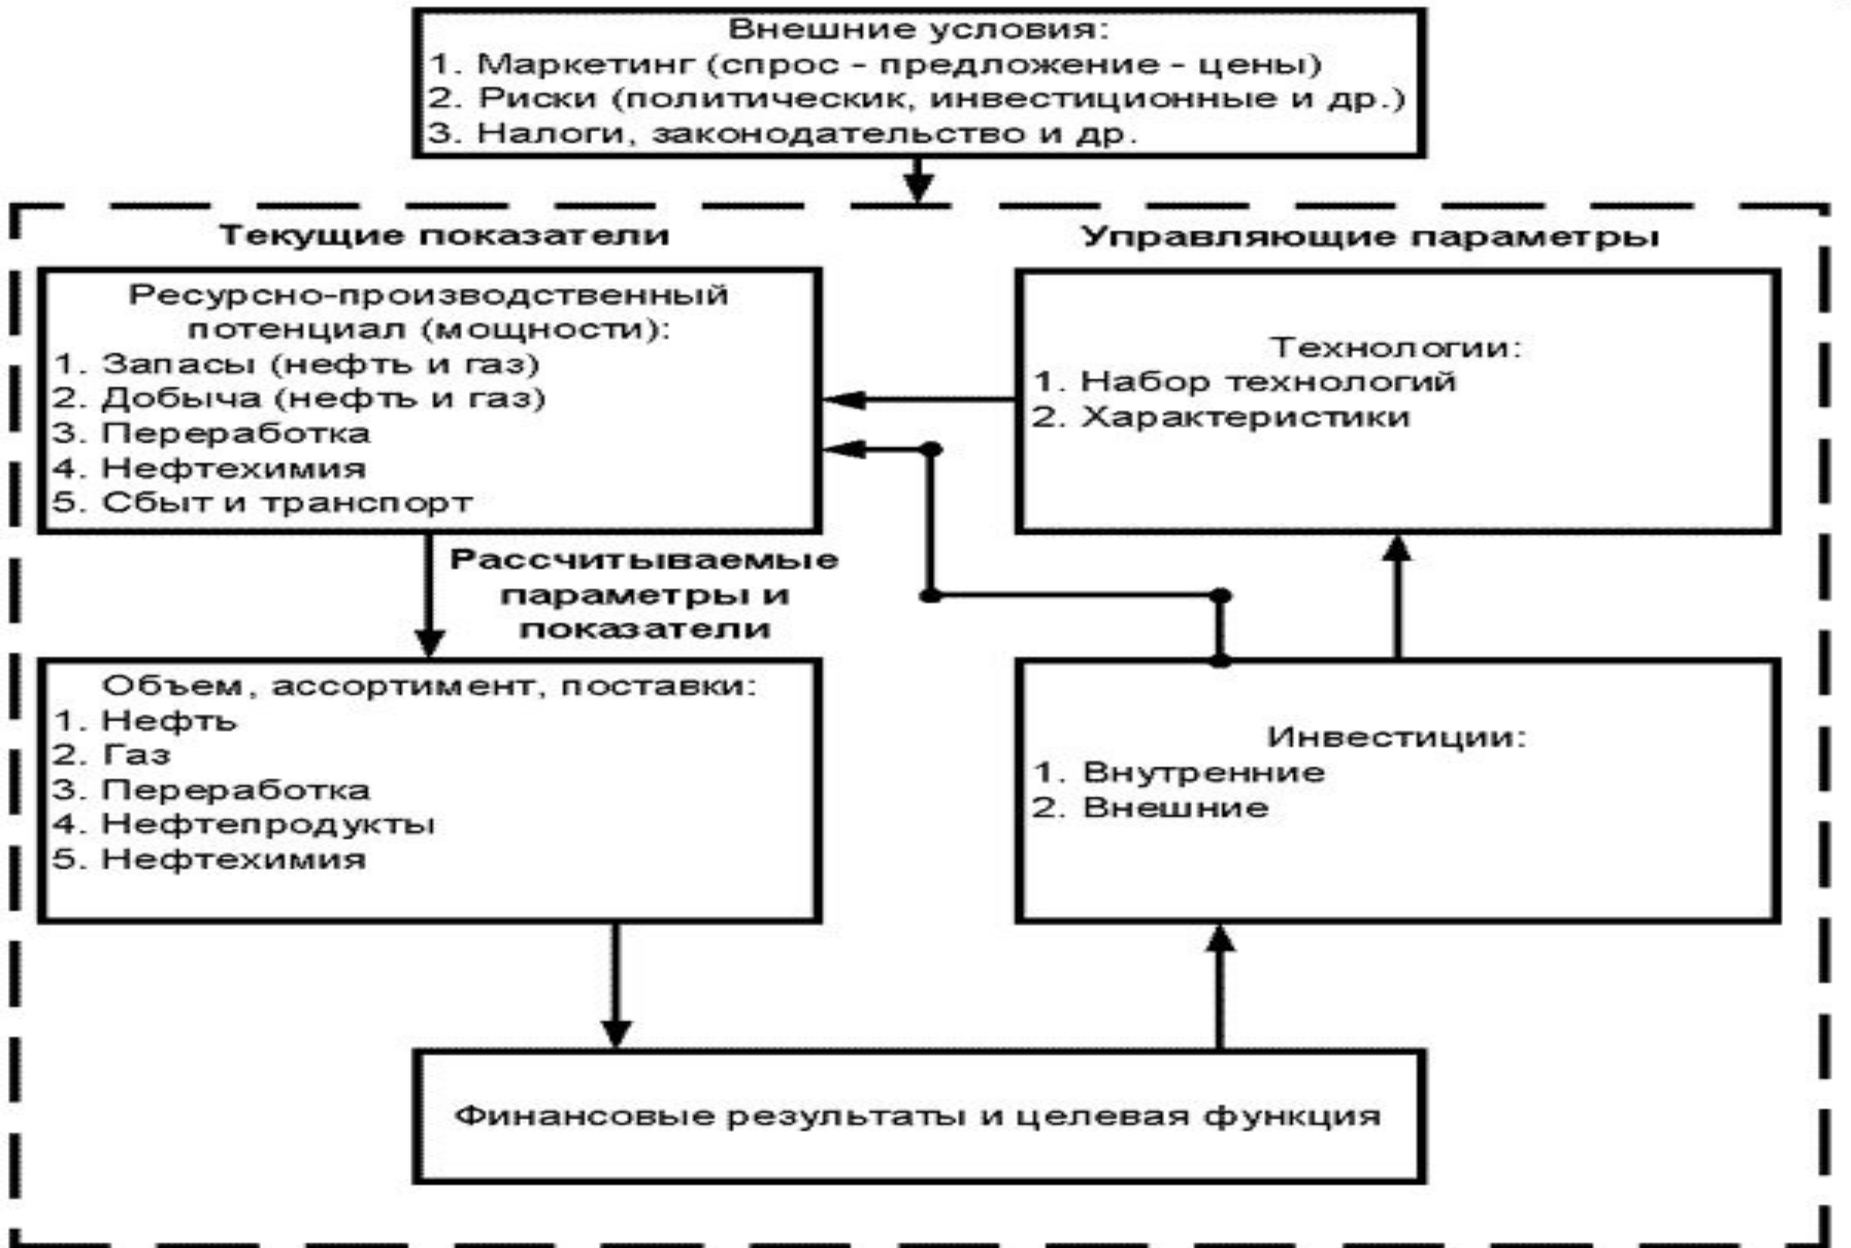 Внешние условия:
1. Маркетинг (спрос - предложение - цены)
2. Риски (политическик, инвестиционные и др.)
3. Налоги, законодательство и др.
Текущие показатели
Управляющие параметры
Ресурсно-производственный
потенциал (мощности):
1. Запасы (нефть и газ)
2. Добыча (нефть и газ)
3. Переработка
4. Нефтехимия
5. Сбыт и транспорт
Технологии:
1. Набор технологий
2. Характеристики
Рассчитываемые
параметры и
показатели
Объем, ассортимент, поставки:
1. Нефть
2. Газ
3. Переработка
4. Нефтепродукты
5. Нефтехимия
Инвестиции:
1. Внутренние
2. Внешние
Финансовые результаты и целевая функция